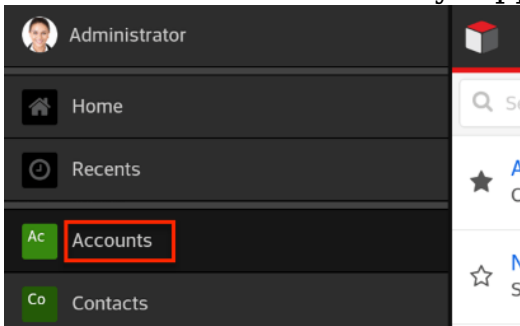 Administrator
Home
Recents
Ac Accounts
Co Contacts